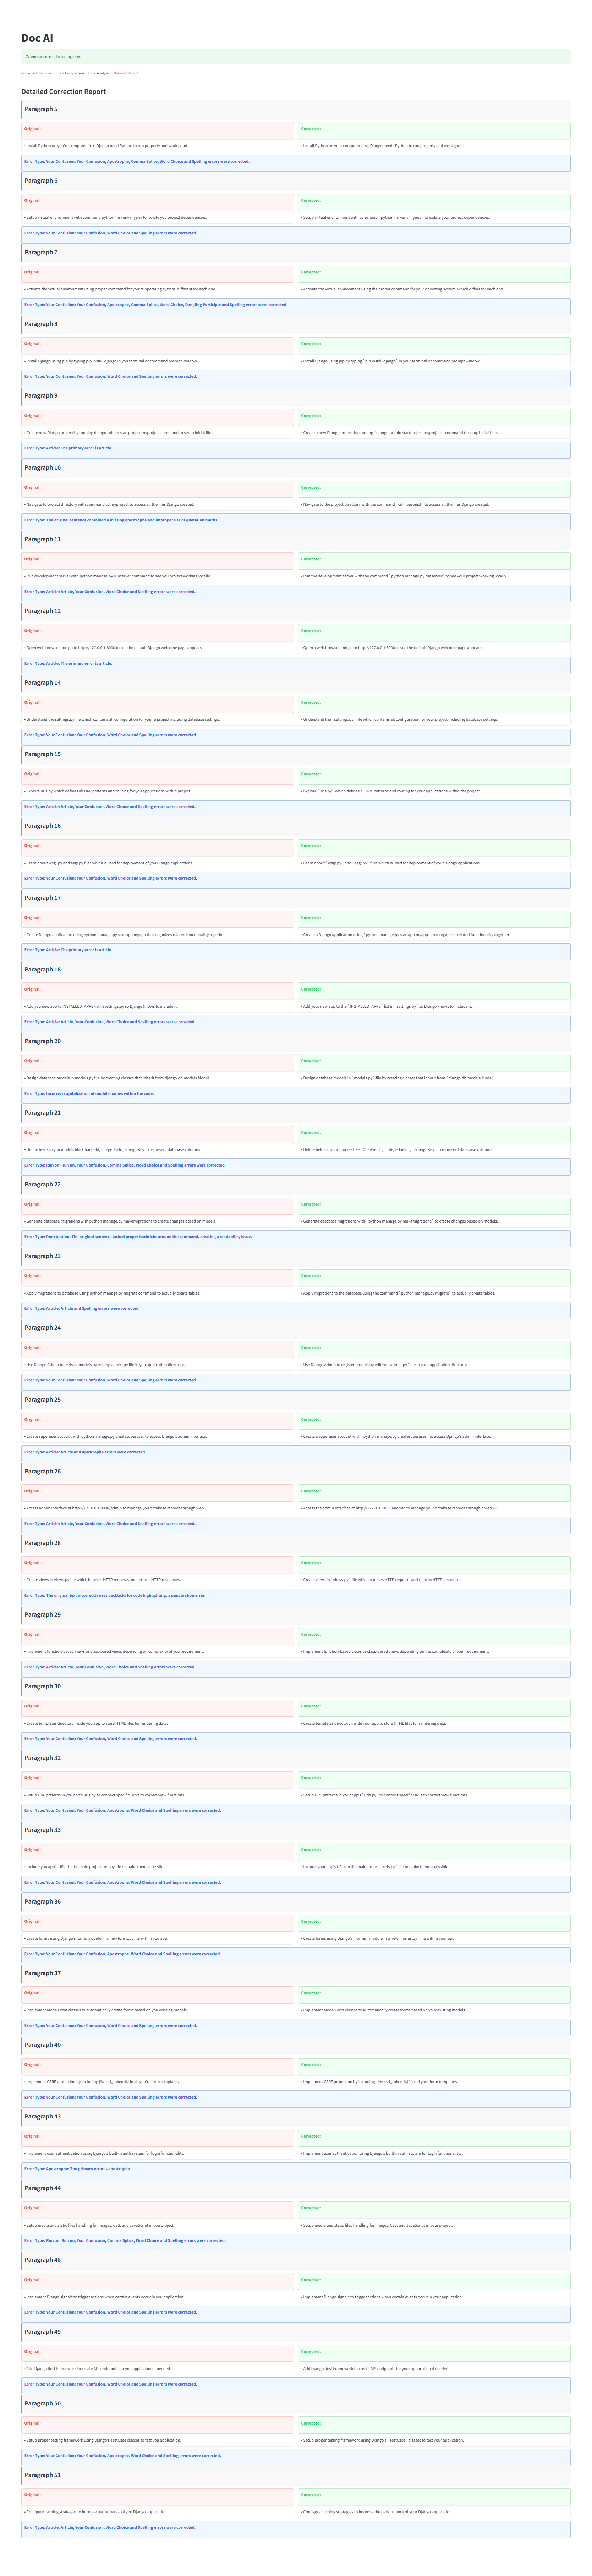 Doc AI
Grammar correction completed!
Corrected Document Text Comparison Error Analysis Detailed Report
Detailed Correction Report
Paragraph 5
Original: Corrected:
• Install Python on you're computer first, Django need Python to run properly and work good. • Install Python on your computer first, Django needs Python to run properly and work good.
Error Type: Your Confusion: Your Confusion, Apostrophe, Comma Splice, Word Choice and Spelling errors were corrected.
Paragraph 6
Original: Corrected:
• Setup virtual environment with command python -m venv myenv to isolate you project dependencies. • Setup virtual environment with command `python -m venv myenv` to isolate your project dependencies.
Error Type: Your Confusion: Your Confusion, Word Choice and Spelling errors were corrected.
Paragraph 7
Original: Corrected:
• Activate the virtual environment using proper command for you're operating system, different for each one. • Activate the virtual environment using the proper command for your operating system, which differs for each one.
Error Type: Your Confusion: Your Confusion, Apostrophe, Comma Splice, Word Choice, Dangling Participle and Spelling errors were corrected.
Paragraph 8
Original: Corrected:
• Install Django using pip by typing pip install django in you terminal or command prompt window. • Install Django using pip by typing `pip install django` in your terminal or command prompt window.
Error Type: Your Confusion: Your Confusion, Word Choice and Spelling errors were corrected.
Paragraph 9
Original: Corrected:
• Create new Django project by running django-admin startproject myproject command to setup initial files. • Create a new Django project by running `django-admin startproject myproject` command to setup initial files.
Error Type: Article: The primary error is article.
Paragraph 10
Original: Corrected:
• Navigate to project directory with command cd myproject to access all the files Django created. • Navigate to the project directory with the command `cd myproject` to access all the files Django created.
Error Type: The original sentence contained a missing apostrophe and improper use of quotation marks.
Paragraph 11
Original: Corrected:
• Run development server with python manage.py runserver command to see you project working locally. • Run the development server with the command `python manage.py runserver` to see your project working locally.
Error Type: Article: Article, Your Confusion, Word Choice and Spelling errors were corrected.
Paragraph 12
Original: Corrected:
• Open web browser and go to http://127.0.0.1:8000 to see the default Django welcome page appears. • Open a web browser and go to http://127.0.0.1:8000 to see the default Django welcome page appears.
Error Type: Article: The primary error is article.
Paragraph 14
Original: Corrected:
• Understand the settings.py file which contains all configuration for you're project including database settings. • Understand the `settings.py` file which contains all configuration for your project including database settings.
Error Type: Your Confusion: Your Confusion, Word Choice and Spelling errors were corrected.
Paragraph 15
Original: Corrected:
• Explore urls.py which defines all URL patterns and routing for you applications within project. • Explore `urls.py` which defines all URL patterns and routing for your applications within the project.
Error Type: Article: Article, Your Confusion, Word Choice and Spelling errors were corrected.
Paragraph 16
Original: Corrected:
• Learn about wsgi.py and asgi.py files which is used for deployment of you Django applications. • Learn about `wsgi.py` and `asgi.py` files which is used for deployment of your Django applications.
Error Type: Your Confusion: Your Confusion, Word Choice and Spelling errors were corrected.
Paragraph 17
Original: Corrected:
• Create Django application using python manage.py startapp myapp that organizes related functionality together. • Create a Django application using `python manage.py startapp myapp` that organizes related functionality together.
Error Type: Article: The primary error is article.
Paragraph 18
Original: Corrected:
• Add you new app to INSTALLED_APPS list in settings.py so Django knows to include it. • Add your new app to the `INSTALLED_APPS` list in `settings.py` so Django knows to include it.
Error Type: Article: Article, Your Confusion, Word Choice and Spelling errors were corrected.
Paragraph 20
Original: Corrected:
• Design database models in models.py file by creating classes that inherit from django.db.models.Model. • Design database models in `models.py` file by creating classes that inherit from `django.db.models.Model`.
Error Type: Incorrect capitalization of module names within the code.
Paragraph 21
Original: Corrected:
• Define fields in you models like CharField, IntegerField, ForeignKey to represent database columns. • Define fields in your models like `CharField`, `IntegerField`, `ForeignKey` to represent database columns.
Error Type: Run on: Run on, Your Confusion, Comma Splice, Word Choice and Spelling errors were corrected.
Paragraph 22
Original: Corrected:
• Generate database migrations with python manage.py makemigrations to create changes based on models. • Generate database migrations with `python manage.py makemigrations` to create changes based on models.
Error Type: Punctuation: The original sentence lacked proper backticks around the command, creating a readability issue.
Paragraph 23
Original: Corrected:
• Apply migrations to database using python manage.py migrate command to actually create tables. • Apply migrations to the database using the command `python manage.py migrate` to actually create tables.
Error Type: Article: Article and Spelling errors were corrected.
Paragraph 24
Original: Corrected:
• Use Django Admin to register models by editing admin.py file in you application directory. • Use Django Admin to register models by editing `admin.py` file in your application directory.
Error Type: Your Confusion: Your Confusion, Word Choice and Spelling errors were corrected.
Paragraph 25
Original: Corrected:
• Create superuser account with python manage.py createsuperuser to access Django's admin interface. • Create a superuser account with `python manage.py createsuperuser` to access Django's admin interface.
Error Type: Article: Article and Apostrophe errors were corrected.
Paragraph 26
Original: Corrected:
• Access admin interface at http://127.0.0.1:8000/admin to manage you database records through web UI. • Access the admin interface at http://127.0.0.1:8000/admin to manage your database records through a web UI.
Error Type: Article: Article, Your Confusion, Word Choice and Spelling errors were corrected.
Paragraph 28
Original: Corrected:
• Create views in views.py file which handles HTTP requests and returns HTTP responses. • Create views in `views.py` file which handles HTTP requests and returns HTTP responses.
Error Type: The original text incorrectly uses backticks for code highlighting, a punctuation error.
Paragraph 29
Original: Corrected:
• Implement function-based views or class-based views depending on complexity of you requirement. • Implement function-based views or class-based views depending on the complexity of your requirement.
Error Type: Article: Article, Your Confusion, Word Choice and Spelling errors were corrected.
Paragraph 30
Original: Corrected:
• Create templates directory inside you app to store HTML files for rendering data. • Create templates directory inside your app to store HTML files for rendering data.
Error Type: Your Confusion: Your Confusion, Word Choice and Spelling errors were corrected.
Paragraph 32
Original: Corrected:
• Setup URL patterns in you app's urls.py to connect specific URLs to correct view functions. • Setup URL patterns in your app's `urls.py` to connect specific URLs to correct view functions.
Error Type: Your Confusion: Your Confusion, Apostrophe, Word Choice and Spelling errors were corrected.
Paragraph 33
Original: Corrected:
• Include you app's URLs in the main project urls.py file to make them accessible. • Include your app's URLs in the main project `urls.py` file to make them accessible.
Error Type: Your Confusion: Your Confusion, Apostrophe, Word Choice and Spelling errors were corrected.
Paragraph 36
Original: Corrected:
• Create forms using Django's forms module in a new forms.py file within you app. • Create forms using Django's `forms` module in a new `forms.py` file within your app.
Error Type: Your Confusion: Your Confusion, Apostrophe, Word Choice and Spelling errors were corrected.
Paragraph 37
Original: Corrected:
• Implement ModelForm classes to automatically create forms based on you existing models. • Implement ModelForm classes to automatically create forms based on your existing models.
Error Type: Your Confusion: Your Confusion, Word Choice and Spelling errors were corrected.
Paragraph 40
Original: Corrected:
• Implement CSRF protection by including {% csrf_token %} in all you're form templates. • Implement CSRF protection by including `{% csrf_token %}` in all your form templates.
Error Type: Your Confusion: Your Confusion, Word Choice and Spelling errors were corrected.
Paragraph 43
Original: Corrected:
• Implement user authentication using Django's built-in auth system for login functionality. • Implement user authentication using Django's built-in auth system for login functionality.
Error Type: Apostrophe: The primary error is apostrophe.
Paragraph 44
Original: Corrected:
• Setup media and static files handling for images, CSS, and JavaScript in you project. • Setup media and static files handling for images, CSS, and JavaScript in your project.
Error Type: Run on: Run on, Your Confusion, Comma Splice, Word Choice and Spelling errors were corrected.
Paragraph 48
Original: Corrected:
• Implement Django signals to trigger actions when certain events occur in you application. • Implement Django signals to trigger actions when certain events occur in your application.
Error Type: Your Confusion: Your Confusion, Word Choice and Spelling errors were corrected.
Paragraph 49
Original: Corrected:
• Add Django Rest Framework to create API endpoints for you application if needed. • Add Django Rest Framework to create API endpoints for your application if needed.
Error Type: Your Confusion: Your Confusion, Word Choice and Spelling errors were corrected.
Paragraph 50
Original: Corrected:
• Setup proper testing framework using Django's TestCase classes to test you application. • Setup proper testing framework using Django's `TestCase` classes to test your application.
Error Type: Your Confusion: Your Confusion, Apostrophe, Word Choice and Spelling errors were corrected.
Paragraph 51
Original: Corrected:
• Configure caching strategies to improve performance of you Django application. • Configure caching strategies to improve the performance of your Django application.
Error Type: Article: Article, Your Confusion, Word Choice and Spelling errors were corrected.